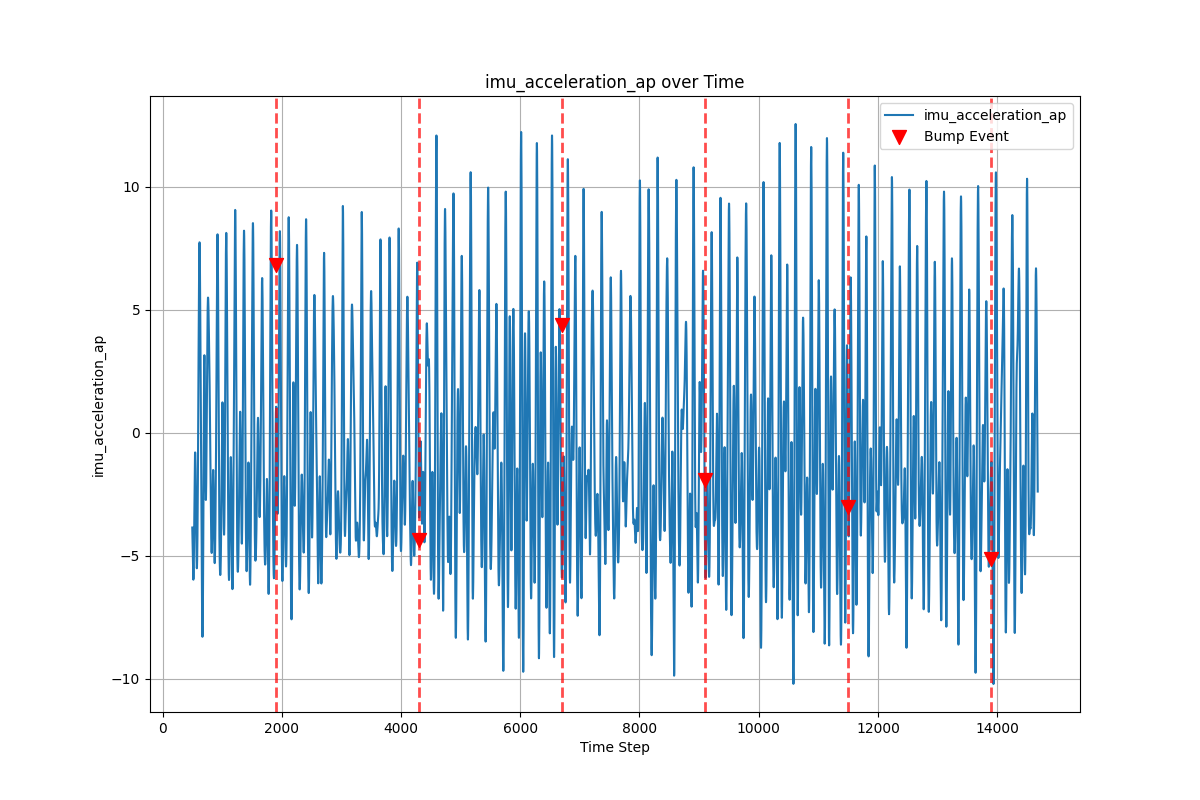 imu_acceleration_ap over Time
imu_acceleration_ap
Bump Event
10
5
0
−5
−10
imu_acceleration_ap
0
2000
4000
6000
8000
10000
12000
14000
Time Step